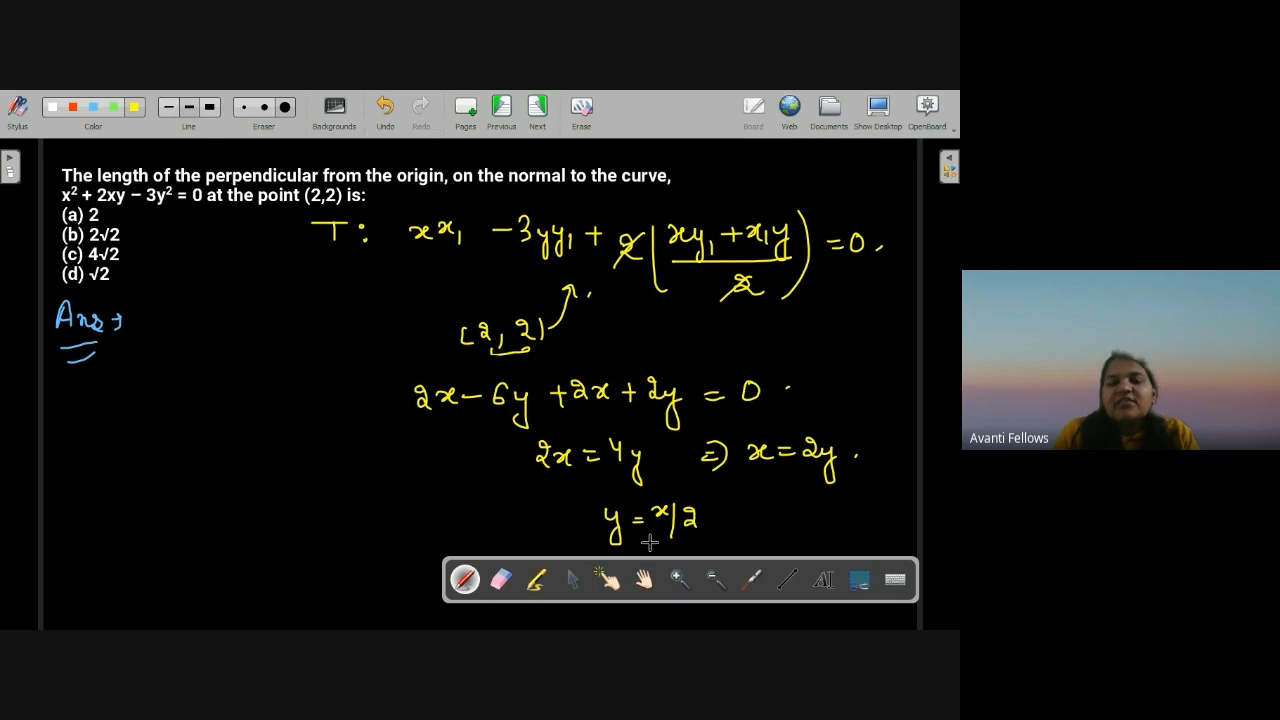 Stylus
Color
Line
Eraser
Backgrounds
Undo
Redo
Pages
Previous
Next
Erase
Board
Web
Documents
Show Desktop
OpenBoard
The length of the perpendicular from the origin, on the normal to the curve,
x² + 2xy − 3y² = 0 at the point (2,2) is:
(a) 2
(b) 2√2
(c) 4√2
(d) √2
Ans →
T: xx₁ − 3yy₁ + 2((xy₁ + x₁y)/2) = 0.
(2, 2)
2x − 6y + 2x + 2y = 0
2x = 4y ⇒ x = 2y.
y = x/2
AI
Avanti Fellows